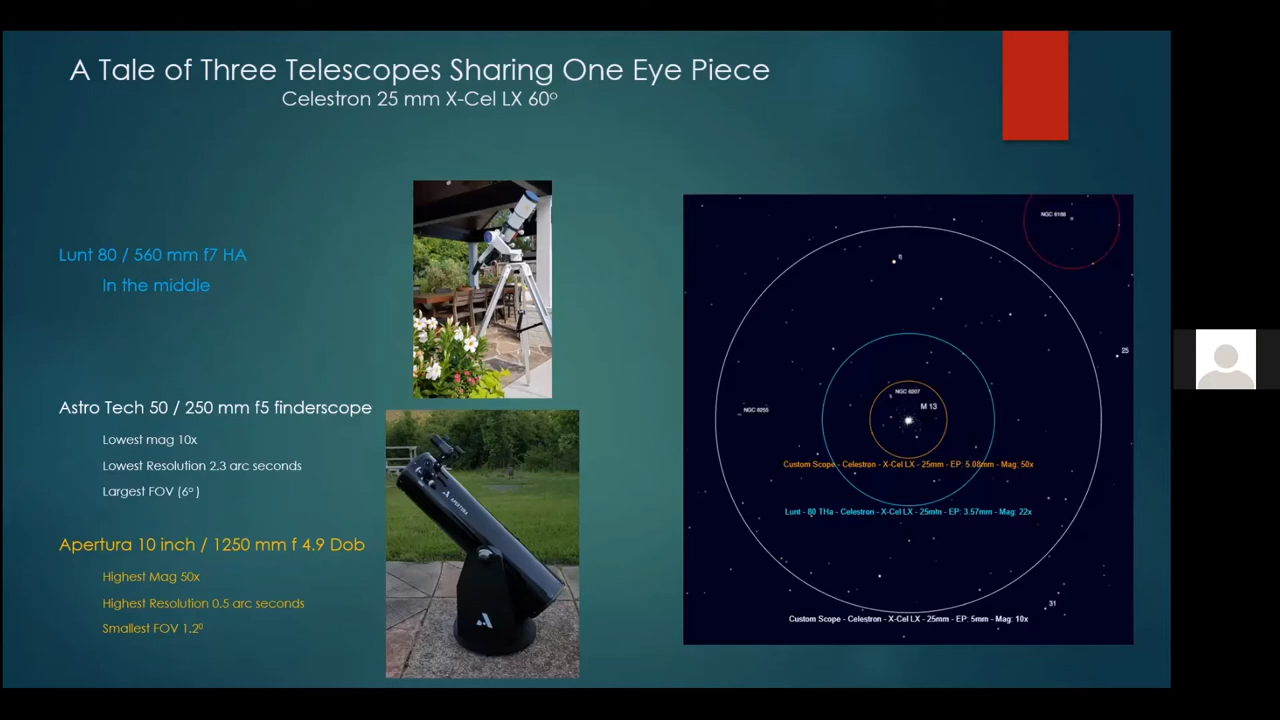 A Tale of Three Telescopes Sharing One Eye Piece
Celestron 25 mm X-Cel LX 60°
Lunt 80 / 560 mm f7 HA
In the middle
Astro Tech 50 / 250 mm f5 finderscope
Lowest mag 10x
Lowest Resolution 2.3 arc seconds
Largest FOV (6°)
Apertura 10 inch / 1250 mm f 4.9 Dob
Highest Mag 50x
Highest Resolution 0.5 arc seconds
Smallest FOV 1.2⁰
APERTURA
η
25
NGC 6207
M 13
Custom Scope - Celestron - X-Cel LX - 25mm - EP: 5.08mm - Mag: 50x
Lunt - 80 THa - Celestron - X-Cel LX - 25mm - EP: 3.57mm - Mag: 22x
31
Custom Scope - Celestron - X-Cel LX - 25mm - EP: 5mm - Mag: 10x